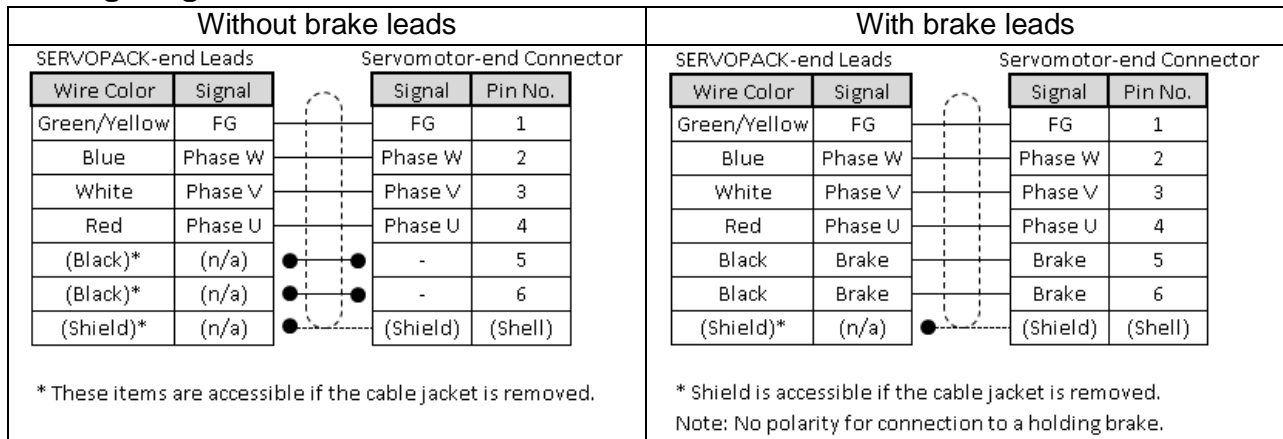 Without brake leads
SERVOPACK-end Leads Servomotor-end Connector
Wire Color Signal Signal Pin No.
Green/Yellow FG FG 1
Blue Phase W Phase W 2
White Phase V Phase V 3
Red Phase U Phase U 4
(Black)* (n/a) - 5
(Black)* (n/a) - 6
(Shield)* (n/a) (Shield) (Shell)
* These items are accessible if the cable jacket is removed.
With brake leads
SERVOPACK-end Leads Servomotor-end Connector
Wire Color Signal Signal Pin No.
Green/Yellow FG FG 1
Blue Phase W Phase W 2
White Phase V Phase V 3
Red Phase U Phase U 4
Black Brake Brake 5
Black Brake Brake 6
(Shield)* (n/a) (Shield) (Shell)
* Shield is accessible if the cable jacket is removed.
Note: No polarity for connection to a holding brake.